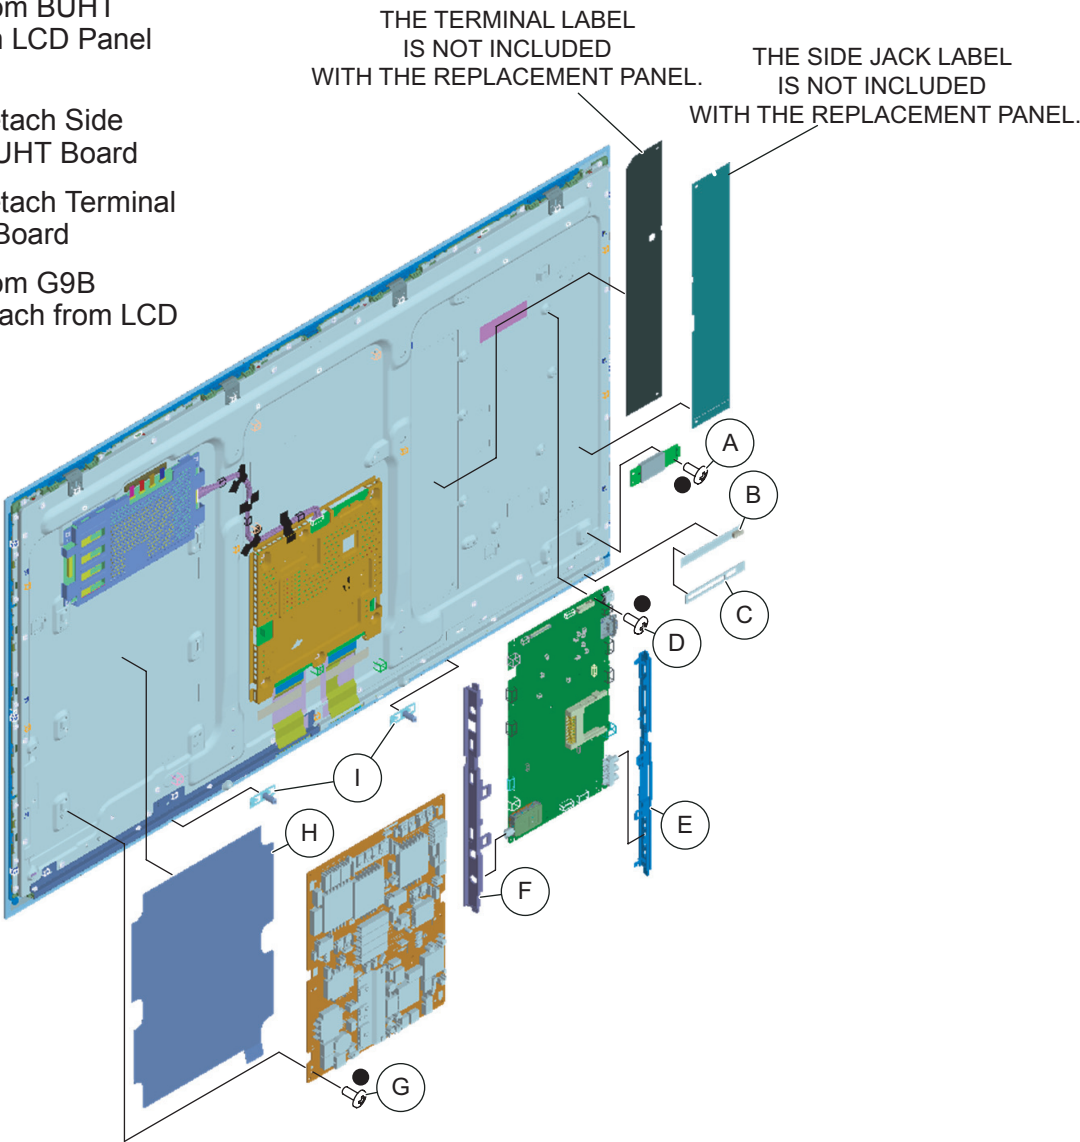 om BUHT
LCD Panel
tach Side
UHT Board
tach Terminal
Board
om G9B
ach from LCD
THE TERMINAL LABEL
IS NOT INCLUDED
WITH THE REPLACEMENT PANEL.
THE SIDE JACK LABEL
IS NOT INCLUDED
WITH THE REPLACEMENT PANEL.
A
B
C
D
E
F
G
H
I